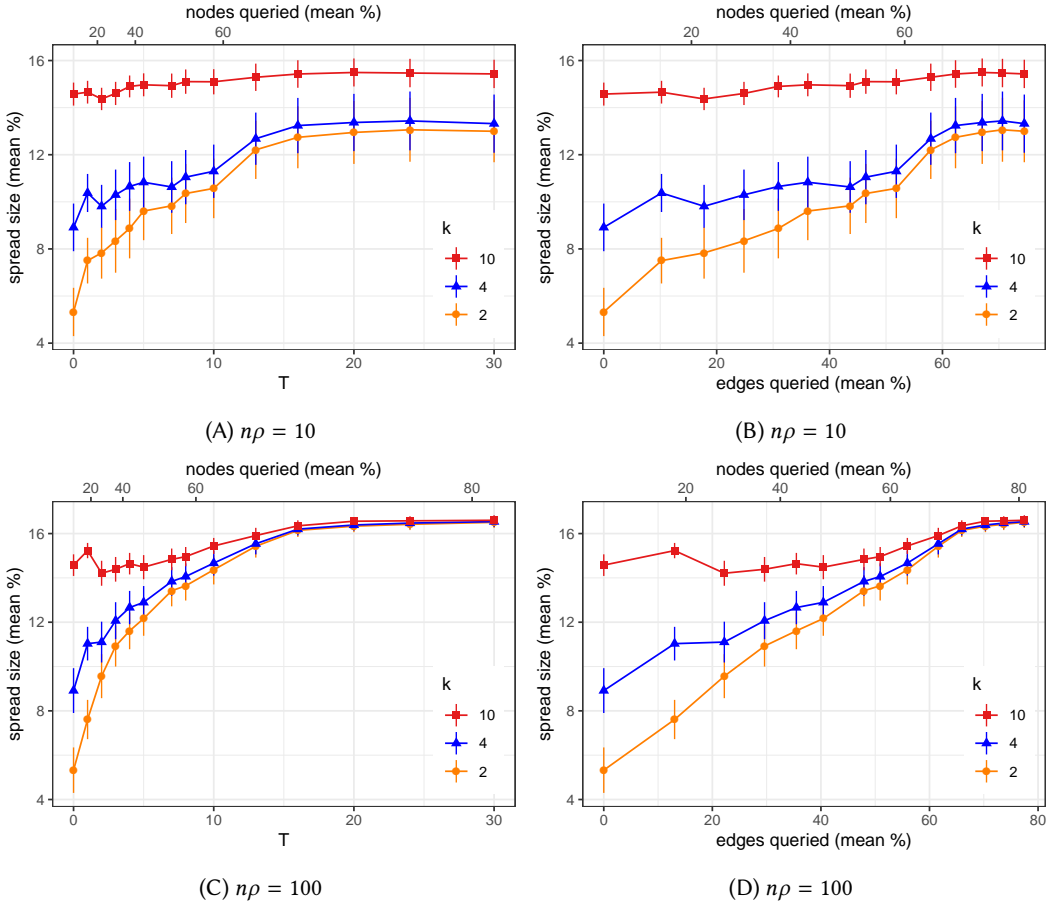 nodes queried (mean %)
20 40 60
spread size (mean %)
16
12
8
4
k
10
4
2
0 10 20 30
T
(A) nρ = 10
nodes queried (mean %)
20 40 60
spread size (mean %)
16
12
8
4
k
10
4
2
0 20 40 60
edges queried (mean %)
(B) nρ = 10
nodes queried (mean %)
20 40 60 80
spread size (mean %)
16
12
8
4
k
10
4
2
0 10 20 30
T
(C) nρ = 100
nodes queried (mean %)
20 40 60 80
spread size (mean %)
16
12
8
4
k
10
4
2
0 20 40 60 80
edges queried (mean %)
(D) nρ = 100